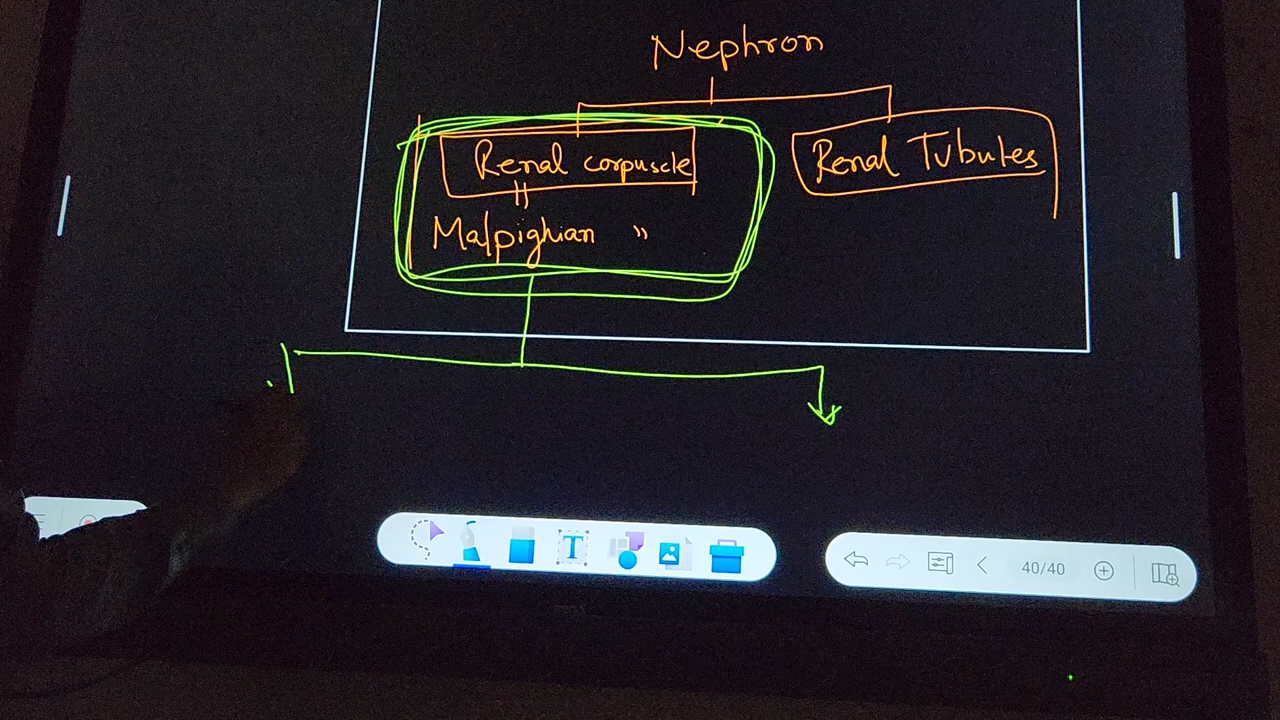 Nephron
Renal corpuscle
Renal Tubules
"
Malpighian "
T
40/40